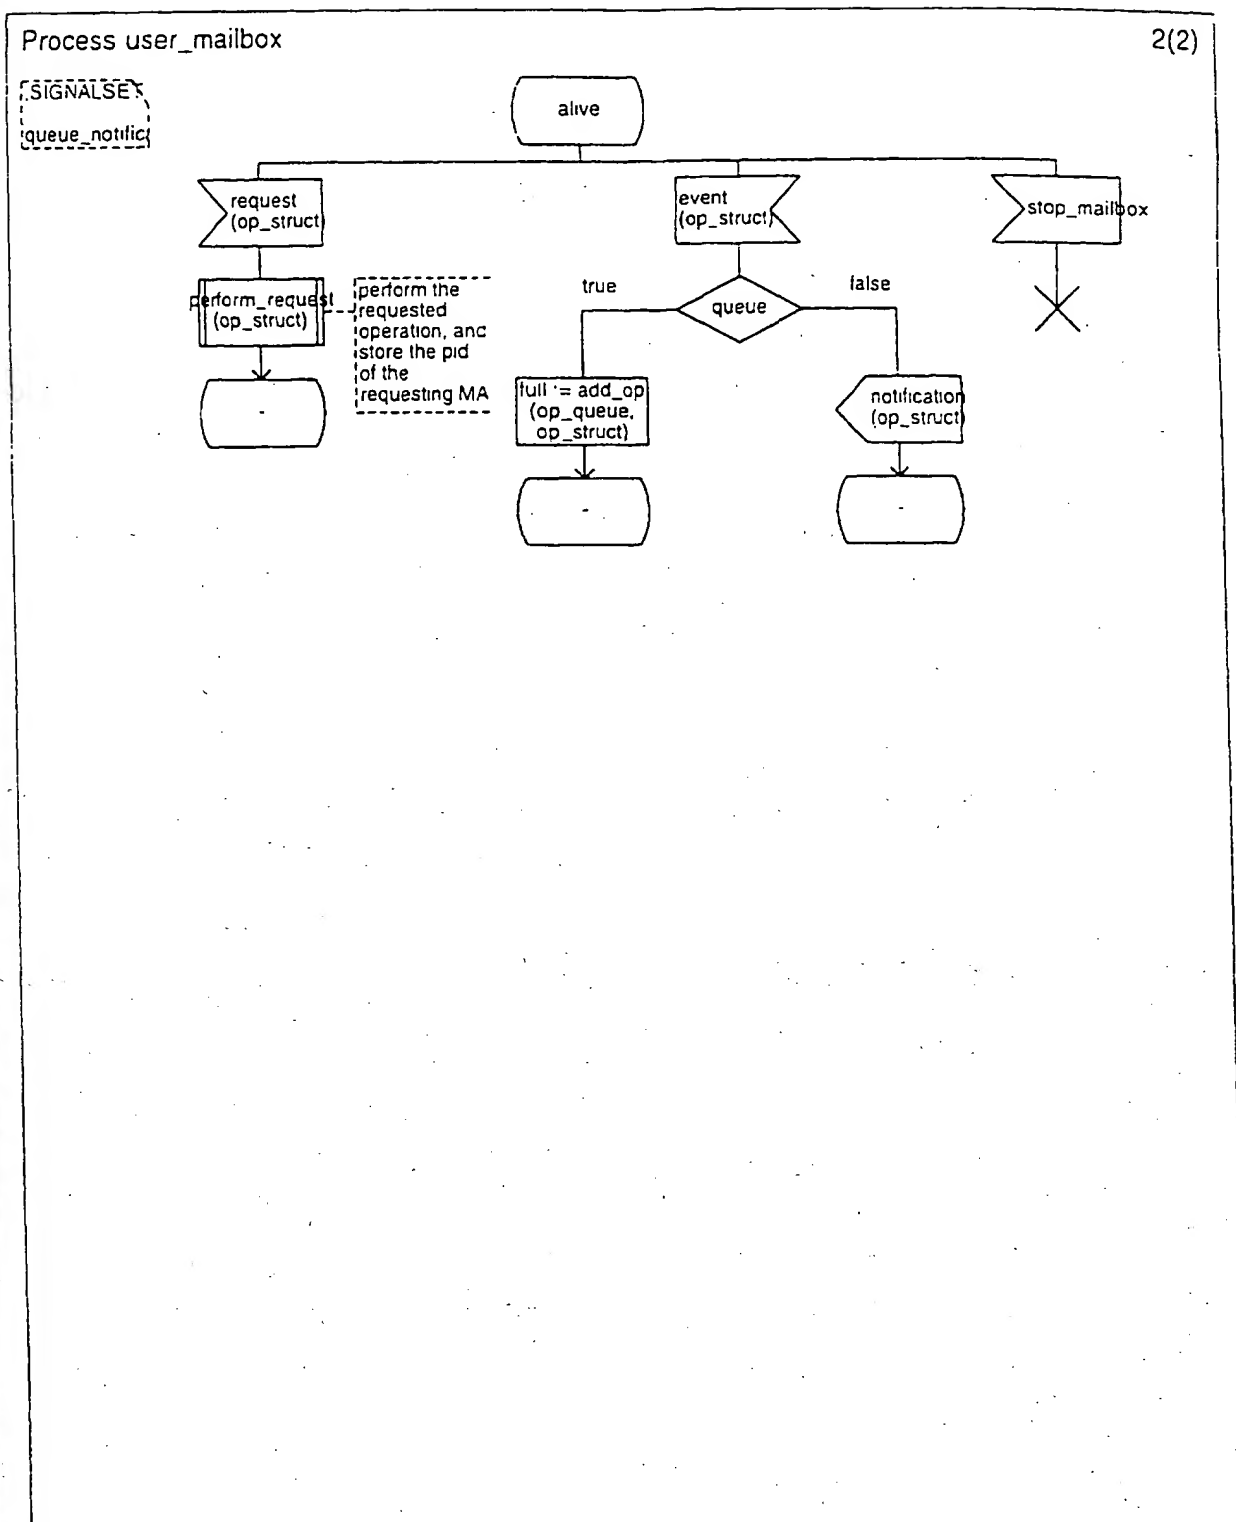 Process user_mailbox
2(2)
SIGNALSET
queue_notific
alive
request
(op_struct)
event
(op_struct)
stop_mailbox
perform_request
(op_struct)
perform the
requested
operation, and
store the pid
of the
requesting MA
true
queue
false
full := add_op
(op_queue,
op_struct)
notification
(op_struct)
-
-
-